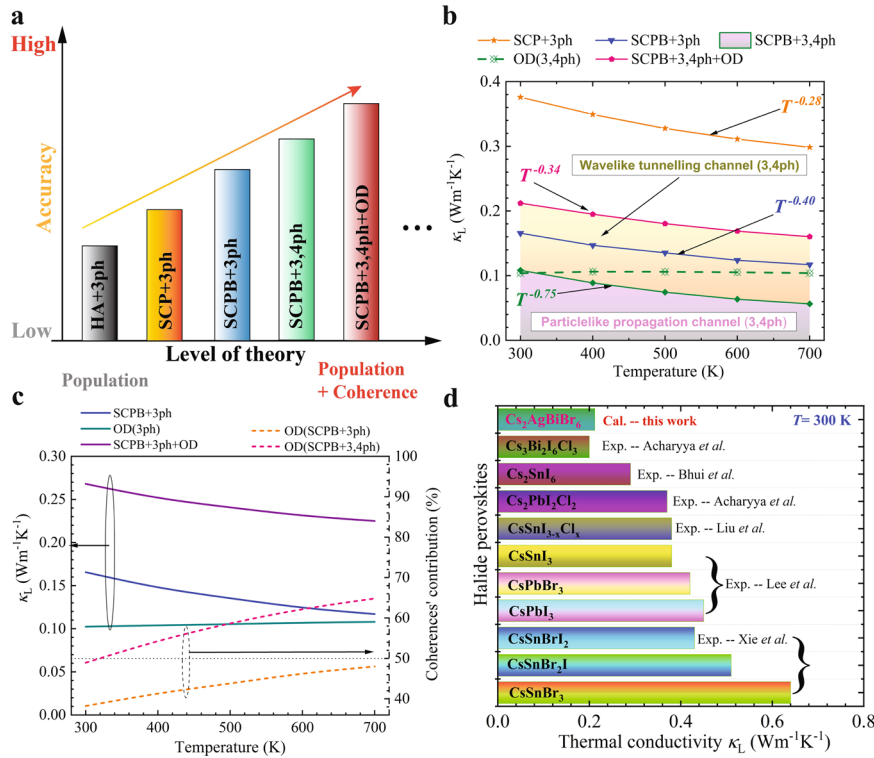 a
High
Accuracy
Low
HA+3ph
SCP+3ph
SCPB+3ph
SCPB+3,4ph
SCPB+3,4ph+OD
...
Level of theory
Population
Population
+ Coherence
b
SCP+3ph
SCPB+3ph
SCPB+3,4ph
OD(3,4ph)
SCPB+3,4ph+OD
κL (Wm-1K-1)
0.4
0.3
0.2
0.1
0.0
T-0.28
Wavelike tunnelling channel (3,4ph)
T-0.34
T-0.40
T-0.75
Particlelike propagation channel (3,4ph)
300 400 500 600 700
Temperature (K)
c
SCPB+3ph
OD(3ph)
SCPB+3ph+OD
OD(SCPB+3ph)
OD(SCPB+3,4ph)
κL (Wm-1K-1)
0.30
0.25
0.20
0.15
0.10
0.05
0.00
100
90
80
70
60
50
40
Coherences' contribution (%)
300 400 500 600 700
Temperature (K)
d
Halide perovskites
T= 300 K
Cs2AgBiBr6 Cal. -- this work
Cs3Bi2I6Cl3 Exp. -- Acharyya et al.
Cs2SnI6 Exp. -- Bhui et al.
Cs2PbI2Cl2 Exp. -- Acharyya et al.
CsSnI3-xClx Exp. -- Liu et al.
CsSnI3
CsPbBr3 Exp. -- Lee et al.
CsPbI3
CsSnBrI2 Exp. -- Xie et al.
CsSnBr2I
CsSnBr3
0.0 0.2 0.4 0.6 0.8
Thermal conductivity κL (Wm-1K-1)